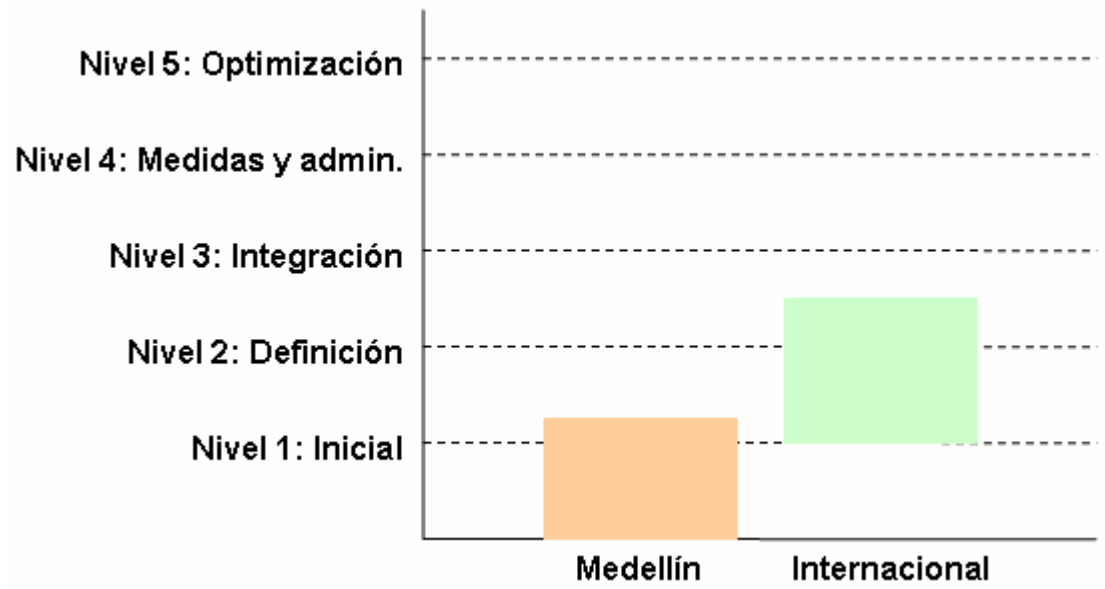 Nivel 5: Optimización
Nivel 4: Medidas y admin.
Nivel 3: Integración
Nivel 2: Definición
Nivel 1: Inicial
Medellín Internacional